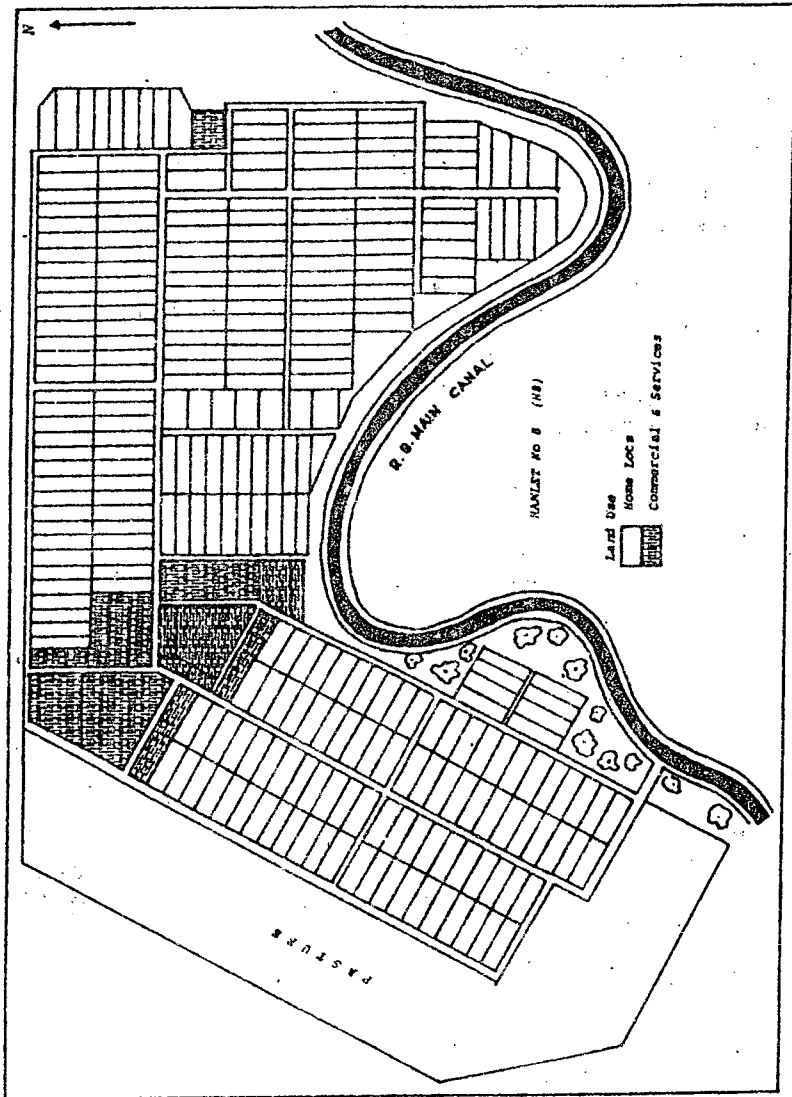 N
R.B. MAIN CANAL
HAMLET No 8 (H8)
Land Use
Home Lots
Commercial & Services
PASTURE